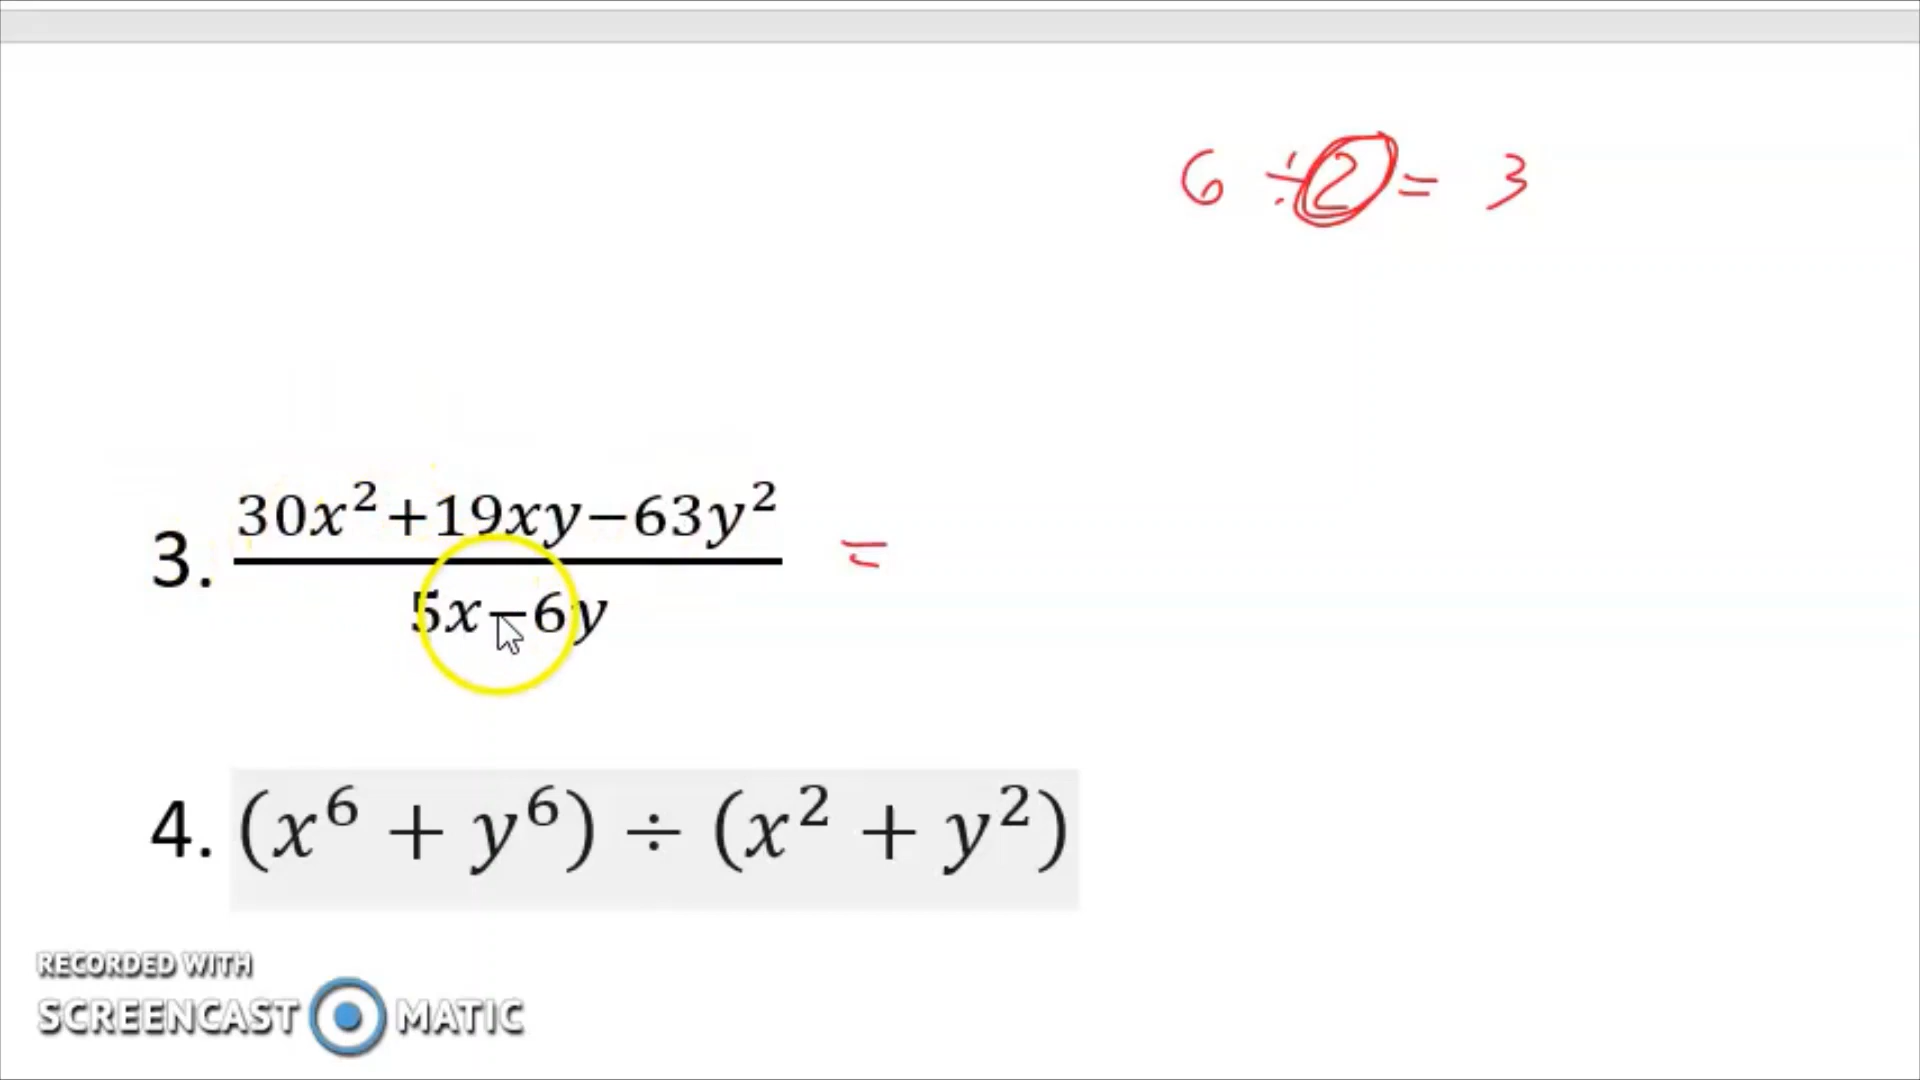 6 ÷ 2 = 3
3. 30x²+19xy−63y² =
5x−6y
4. (x⁶ + y⁶) ÷ (x² + y²)
RECORDED WITH
SCREENCAST MATIC